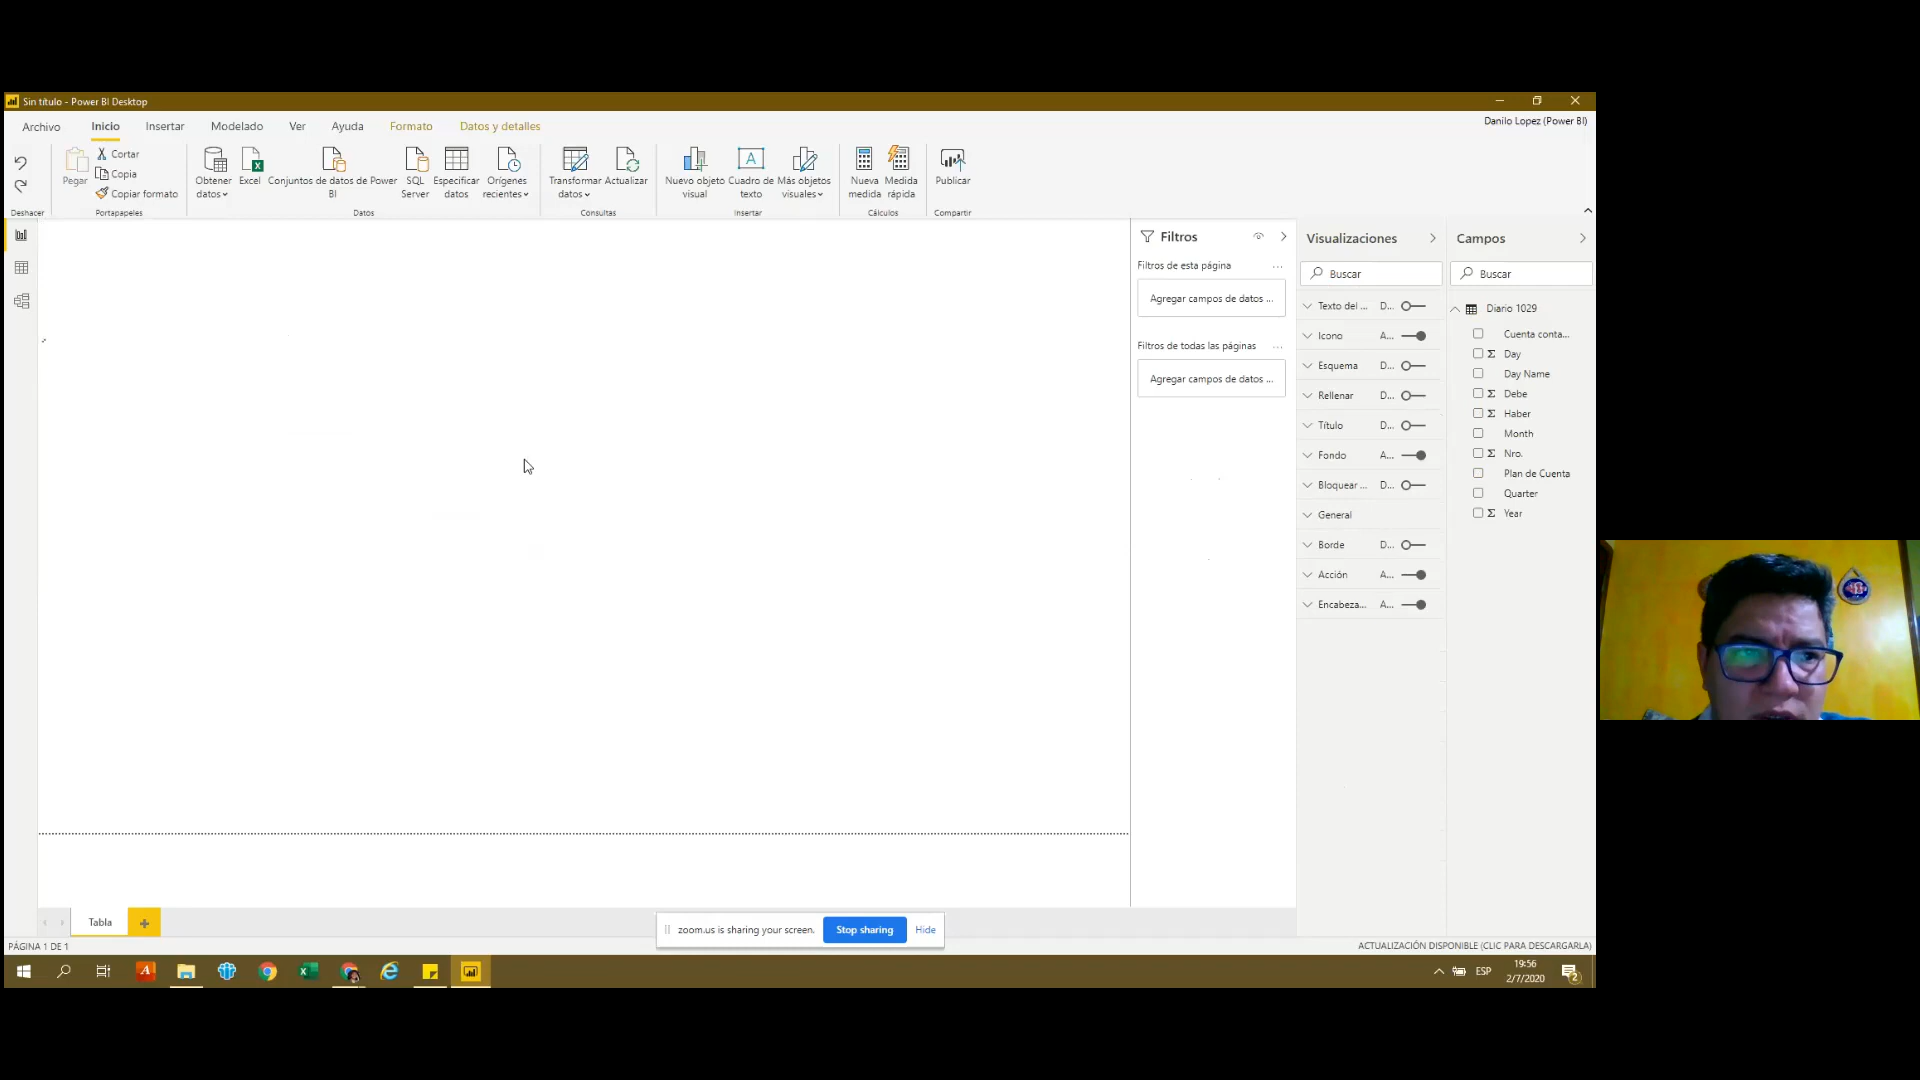 Sin título - Power BI Desktop
Archivo Inicio Insertar Modelado Ver Ayuda Formato Datos y detalles
Danilo Lopez (Power BI)
Pegar
Cortar
Copia
Copiar formato
Obtener datos
Excel
Conjuntos de datos de Power BI
SQL Server
Especificar datos
Orígenes recientes
Transformar datos
Actualizar
Nuevo objeto visual
Cuadro de texto
Más objetos visuales
Nueva medida
Medida rápida
Publicar
Deshacer Portapapeles Datos Consultas Insertar Cálculos Compartir
Filtros
Filtros de esta página ...
Agregar campos de datos ...
Filtros de todas las páginas ...
Agregar campos de datos ...
Visualizaciones
Buscar
Texto del ... D...
Icono A...
Esquema D...
Rellenar D...
Título D...
Fondo A...
Bloquear ... D...
General
Borde D...
Acción A...
Encabeza... A...
Campos
Buscar
Diario 1029
Cuenta conta...
Σ Day
Day Name
Σ Debe
Σ Haber
Month
Σ Nro.
Plan de Cuenta
Quarter
Σ Year
Tabla
zoom.us is sharing your screen. Stop sharing Hide
PÁGINA 1 DE 1
ACTUALIZACIÓN DISPONIBLE (CLIC PARA DESCARGARLA)
ESP
19:56
2/7/2020
2